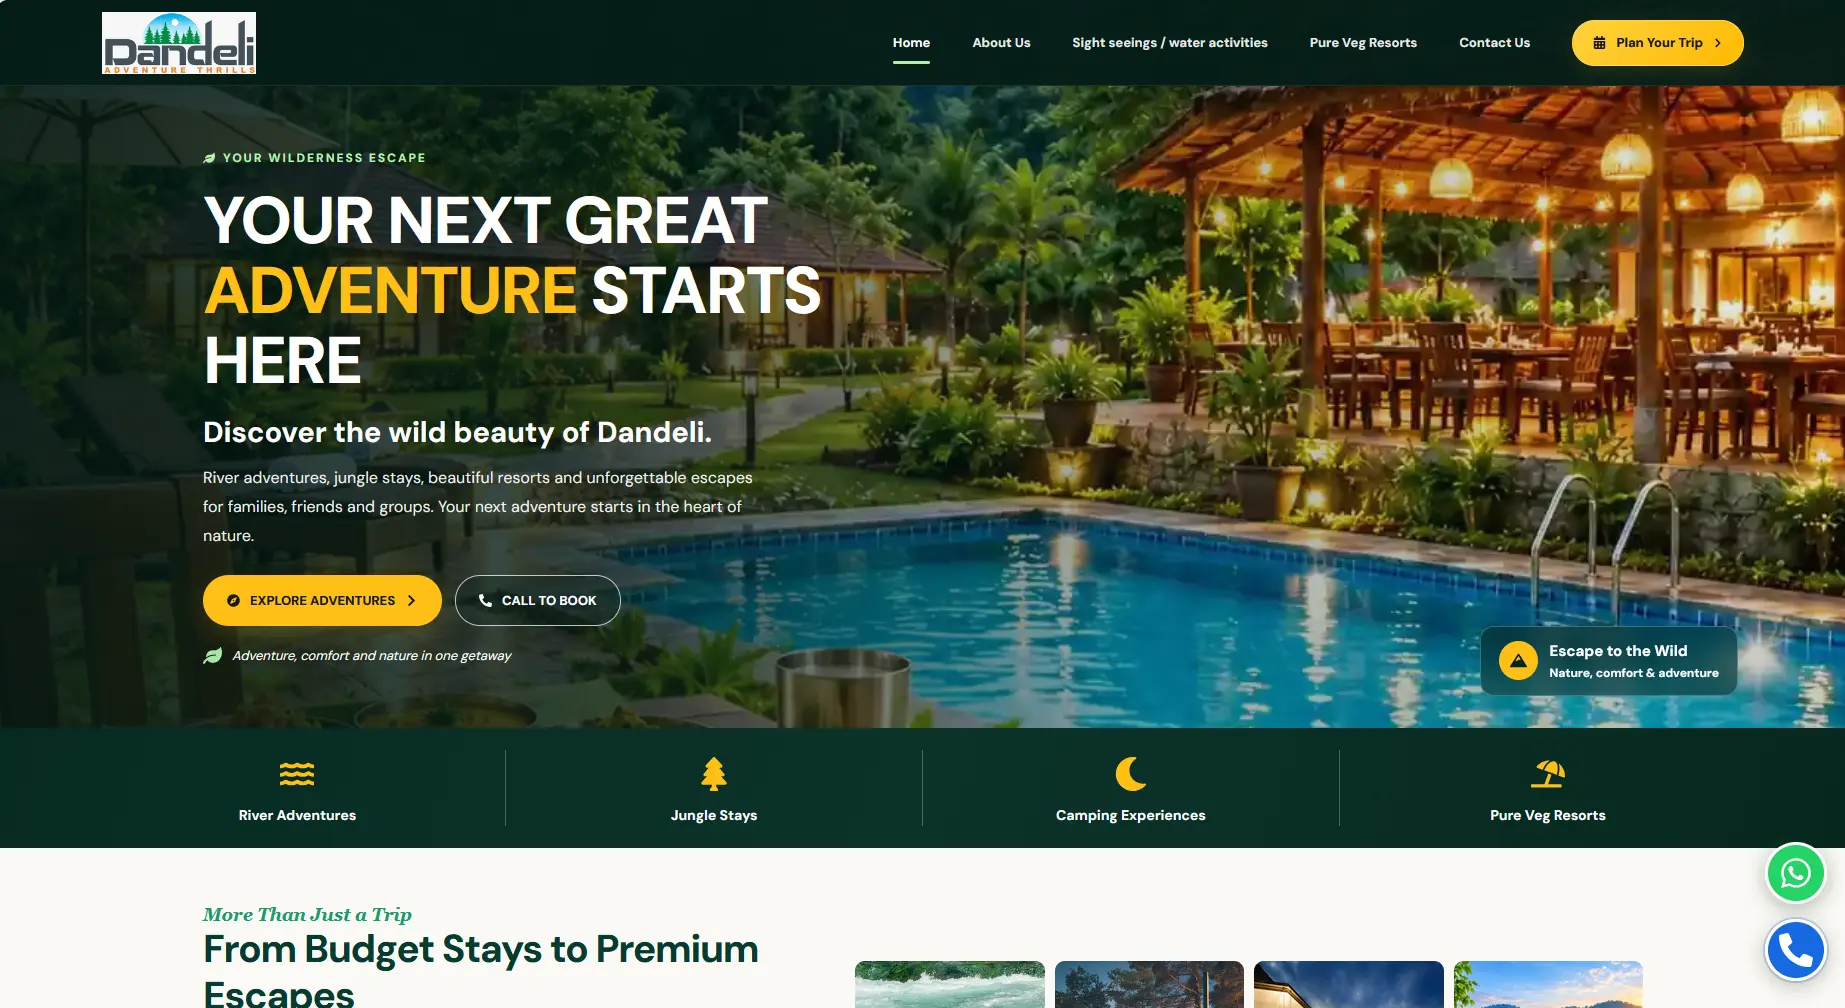 Dandeli
ADVENTURE THRILLS
Home
About Us
Sight seeings / water activities
Pure Veg Resorts
Contact Us
Plan Your Trip
YOUR WILDERNESS ESCAPE
YOUR NEXT GREAT
ADVENTURE STARTS
HERE
Discover the wild beauty of Dandeli.
River adventures, jungle stays, beautiful resorts and unforgettable escapes
for families, friends and groups. Your next adventure starts in the heart of
nature.
EXPLORE ADVENTURES
CALL TO BOOK
Adventure, comfort and nature in one getaway
Escape to the Wild
Nature, comfort & adventure
River Adventures
Jungle Stays
Camping Experiences
Pure Veg Resorts
More Than Just a Trip
From Budget Stays to Premium
Escapes